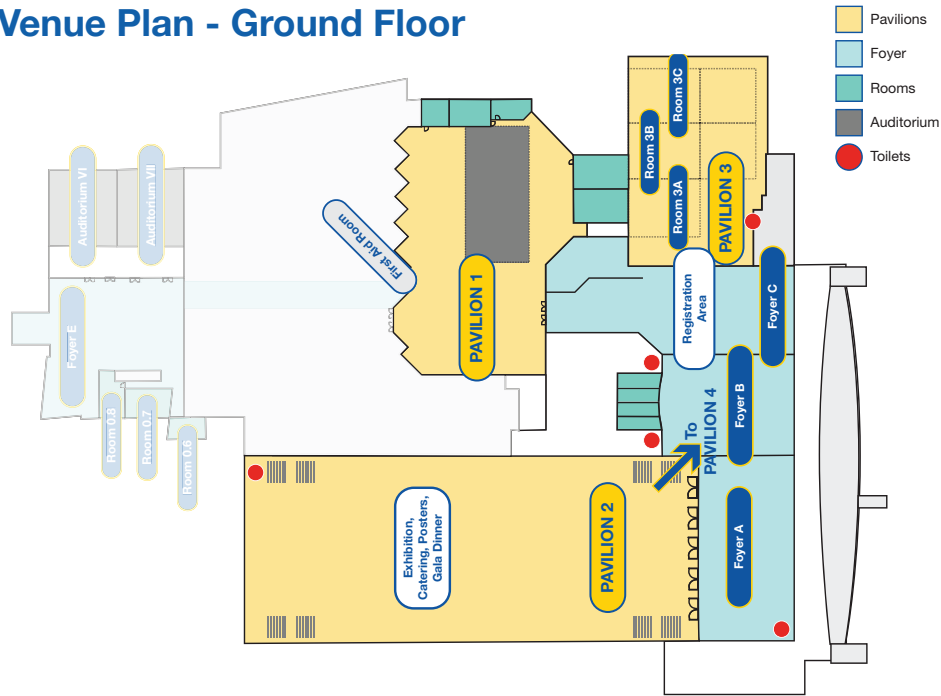 Venue Plan - Ground Floor
Pavilions
Foyer
Rooms
Auditorium
Toilets
Auditorium VI
Auditorium VII
First Aid Room
Foyer E
Room 0.8
Room 0.7
Room 0.6
PAVILION 1
Room 3C
Room 3B
Room 3A
PAVILION 3
Registration
Area
Foyer C
Foyer B
To
PAVILION 4
Exhibition,
Catering, Posters,
Gala Dinner
PAVILION 2
Foyer A